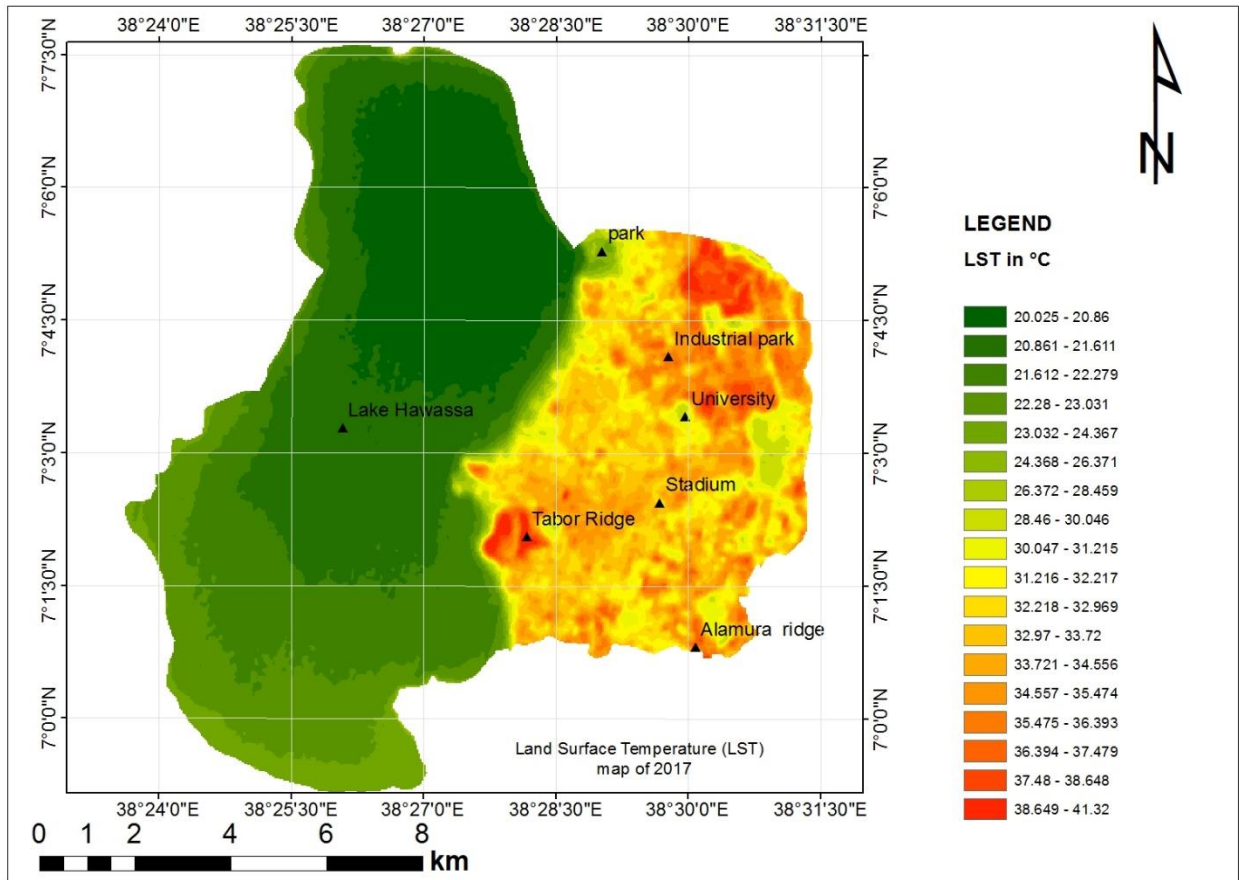 38°24'0"E 38°25'30"E 38°27'0"E 38°28'30"E 38°30'0"E 38°31'30"E
7°7'30"N 7°7'30"N
7°6'0"N 7°6'0"N
7°4'30"N 7°4'30"N
7°3'0"N 7°3'0"N
7°1'30"N 7°1'30"N
7°0'0"N 7°0'0"N
park
Industrial park
University
Lake Hawassa
Stadium
Tabor Ridge
Alamura ridge
Land Surface Temperature (LST)
map of 2017
38°24'0"E 38°25'30"E 38°27'0"E 38°28'30"E 38°30'0"E 38°31'30"E
0 1 2 4 6 8
km
N
LEGEND
LST in °C
20.025 - 20.86
20.861 - 21.611
21.612 - 22.279
22.28 - 23.031
23.032 - 24.367
24.368 - 26.371
26.372 - 28.459
28.46 - 30.046
30.047 - 31.215
31.216 - 32.217
32.218 - 32.969
32.97 - 33.72
33.721 - 34.556
34.557 - 35.474
35.475 - 36.393
36.394 - 37.479
37.48 - 38.648
38.649 - 41.32